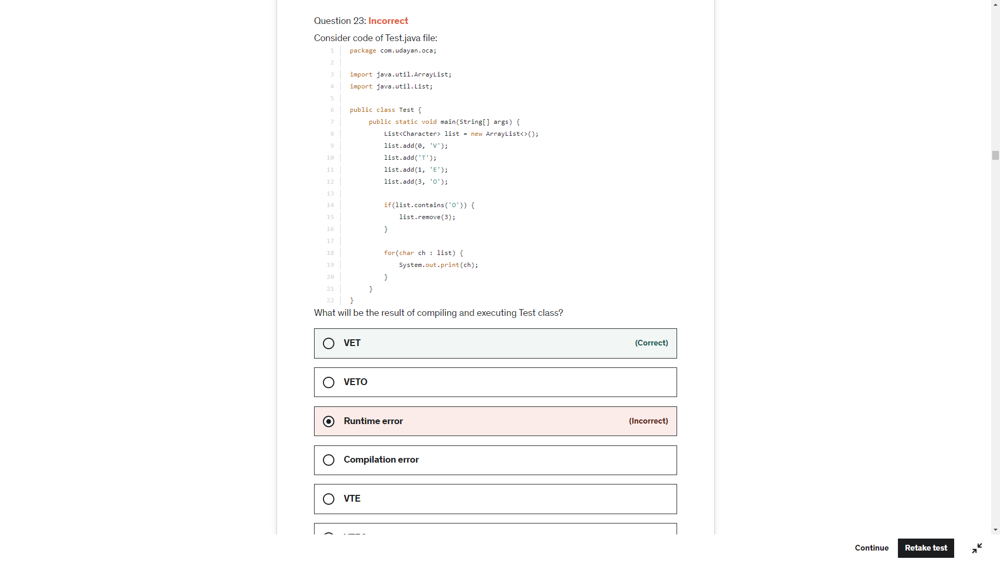 Question 23: Incorrect
Consider code of Test.java file:
1 package com.udayan.oca;
2
3 import java.util.ArrayList;
4 import java.util.List;
5
6 public class Test {
7 public static void main(String[] args) {
8 List<Character> list = new ArrayList<>();
9 list.add(0, 'V');
10 list.add('T');
11 list.add(1, 'E');
12 list.add(3, 'O');
13
14 if(list.contains('O')) {
15 list.remove(3);
16 }
17
18 for(char ch : list) {
19 System.out.print(ch);
20 }
21 }
22 }
What will be the result of compiling and executing Test class?
VET (Correct)
VETO
Runtime error (Incorrect)
Compilation error
VTE
Continue Retake test